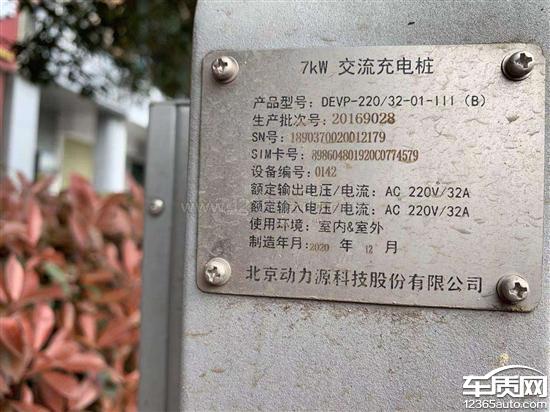 7kW 交流充电桩
产品型号: DEVP-220/32-01-III (B)
生产批次号: 20169028
SN号: 1890370020012179
SIM卡号: 898604801920C0774579
设备编号: 0142
额定输出电压/电流: AC 220V/32A
额定输入电压/电流: AC 220V/32A
使用环境: 室内&室外
制造年月: 2020 年 12 月
北京动力源科技股份有限公司
车质网
12365auto.com